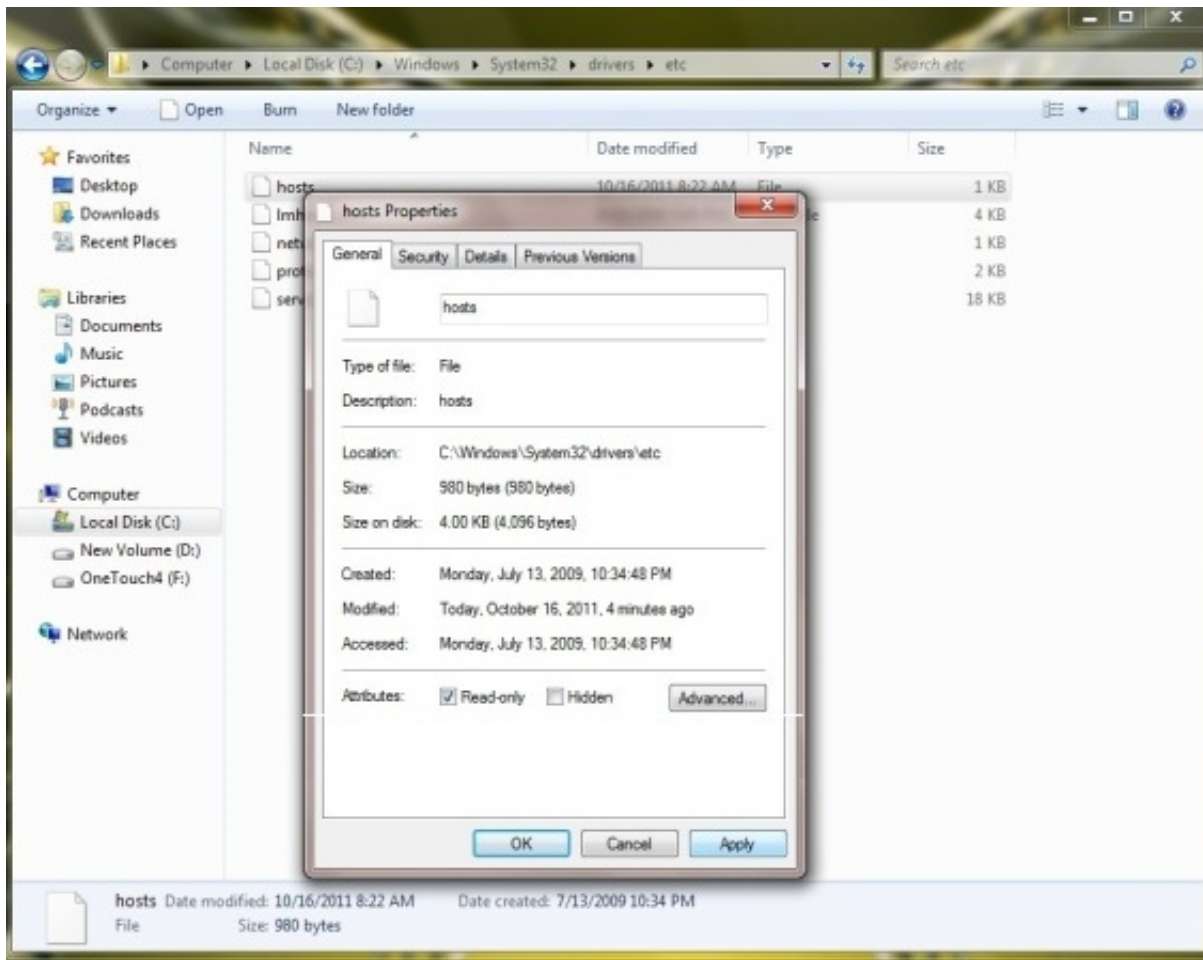 Computer ▸ Local Disk (C:) ▸ Windows ▸ System32 ▸ drivers ▸ etc
Search etc
Organize Open Burn New folder
Name Date modified Type Size
Favorites
Desktop
Downloads
Recent Places
Libraries
Documents
Music
Pictures
Podcasts
Videos
Computer
Local Disk (C:)
New Volume (D:)
OneTouch4 (F:)
Network
hosts 10/16/2011 8:22 AM File 1 KB
4 KB
1 KB
2 KB
18 KB
hosts Properties
General Security Details Previous Versions
hosts
Type of file: File
Description: hosts
Location: C:\Windows\System32\drivers\etc
Size: 980 bytes (980 bytes)
Size on disk: 4.00 KB (4,096 bytes)
Created: Monday, July 13, 2009, 10:34:48 PM
Modified: Today, October 16, 2011, 4 minutes ago
Accessed: Monday, July 13, 2009, 10:34:48 PM
Attributes: Read-only Hidden Advanced...
OK Cancel Apply
hosts Date modified: 10/16/2011 8:22 AM Date created: 7/13/2009 10:34 PM
File Size: 980 bytes